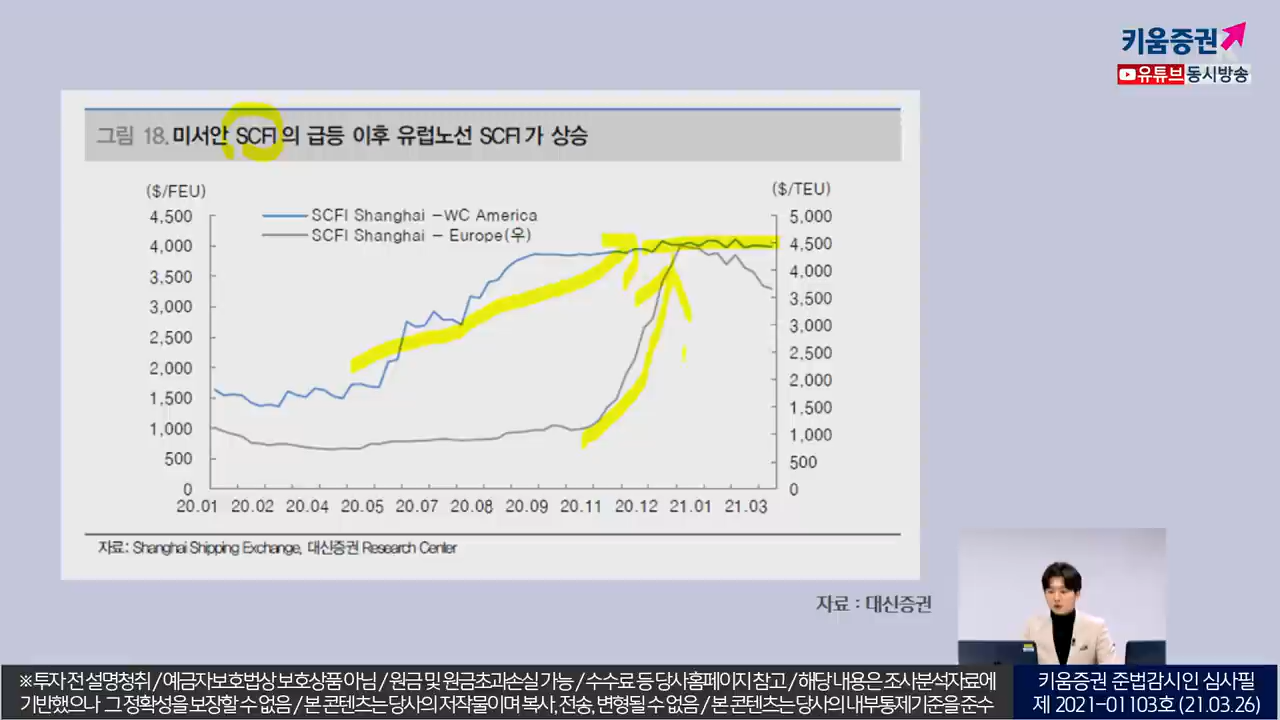 키움증권
유튜브 동시방송
그림 18. 미서안 SCFI의 급등 이후 유럽노선 SCFI가 상승
($/FEU)
($/TEU)
SCFI Shanghai -WC America
SCFI Shanghai - Europe(우)
4,500
4,000
3,500
3,000
2,500
2,000
1,500
1,000
500
0
5,000
4,500
4,000
3,500
3,000
2,500
2,000
1,500
1,000
500
0
20.01 20.02 20.04 20.05 20.07 20.08 20.09 20.11 20.12 21.01 21.03
자료: Shanghai Shipping Exchange, 대신증권 Research Center
자료 : 대신증권
※ 투자 전 설명청취 / 예금자보호법상 보호상품 아님 / 원금 및 원금초과손실 가능 / 수수료 등 당사홈페이지 참고 / 해당 내용은 조사분석자료에
기반했으나 그 정확성을 보장할 수 없음 / 본 콘텐츠는 당사의 저작물이며 복사, 전송, 변형될 수 없음 / 본 콘텐츠는 당사의 내부통제기준을 준수
키움증권 준법감시인 심사필
제 2021-01103호 (21.03.26)